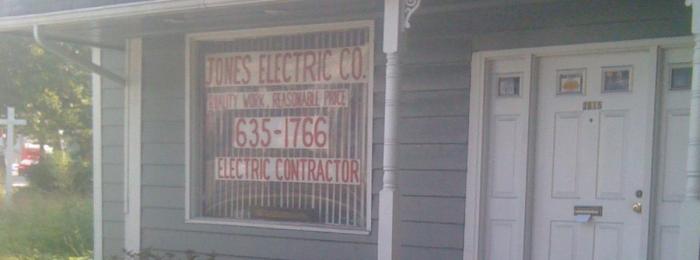 JONES ELECTRIC CO.
QUALITY WORK, REASONABLE PRICE
635-1766
ELECTRIC CONTRACTOR